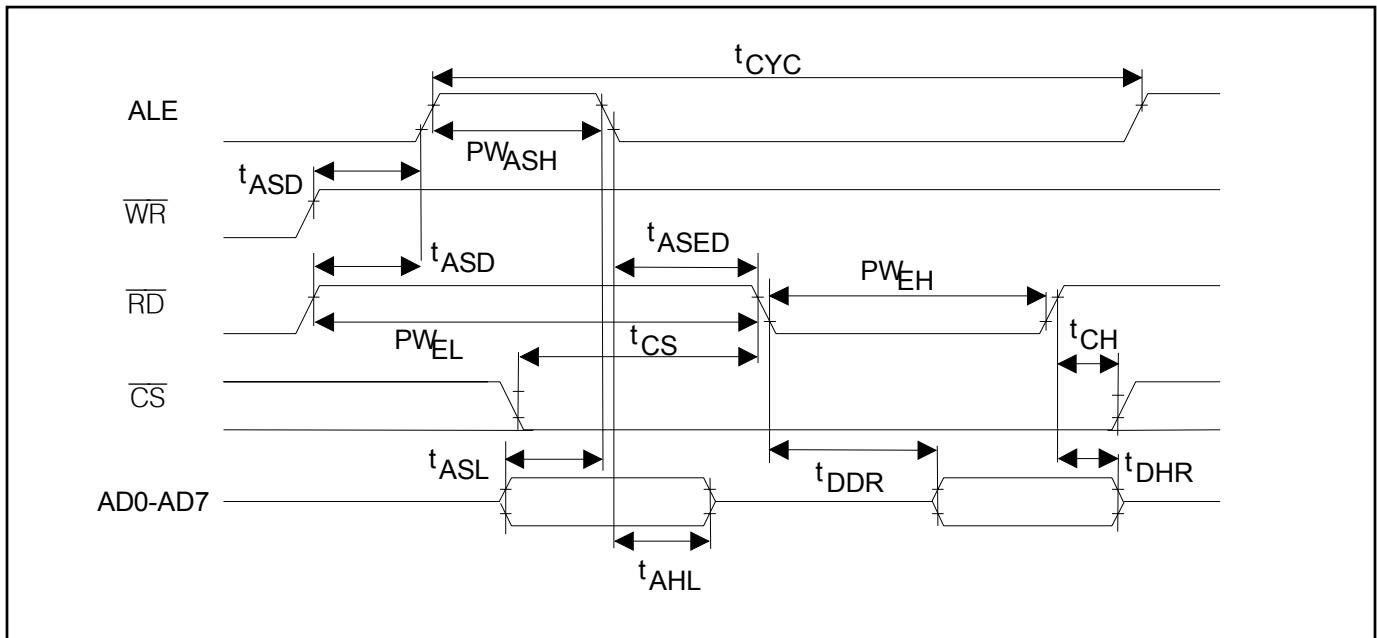 tCYC
ALE
PWASH
tASD
WR
tASED
tASD
PWEH
RD
PWEL
tCS
tCH
CS
tASL
tDDR
tDHR
AD0-AD7
tAHL